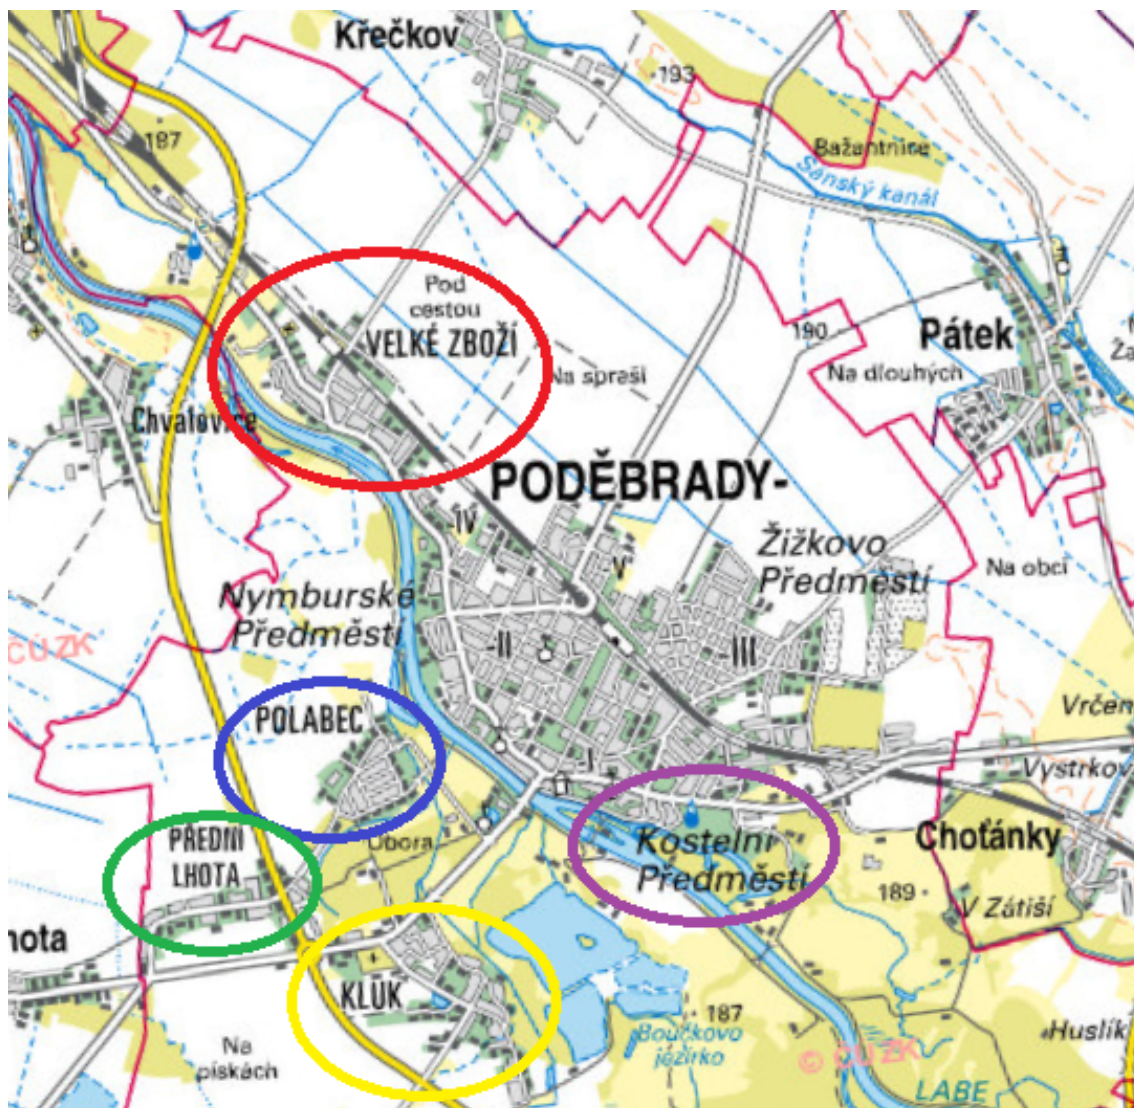 Křečkov
193
187
Bažantnice
Sanský kanál
Pod
cestou
VELKÉ ZBOŽÍ
190
Pátek
Na spraši
Na dlouhých
Chvalovice
PODĚBRADY-
-IV
Žižkovo
Předměstí
V
Na obci
Nymburské
Předměstí
-II
-III
ČÚZK
POLABEC
Vrčen
-I
Vystrkov
PŘEDNÍ
LHOTA
Obora
Kostelní
Předměstí
Choťánky
189
V Zátiší
hota
KLUK
187
Boučkovo
jezírko
Huslík
Na
pískách
© ČÚZK
LABE